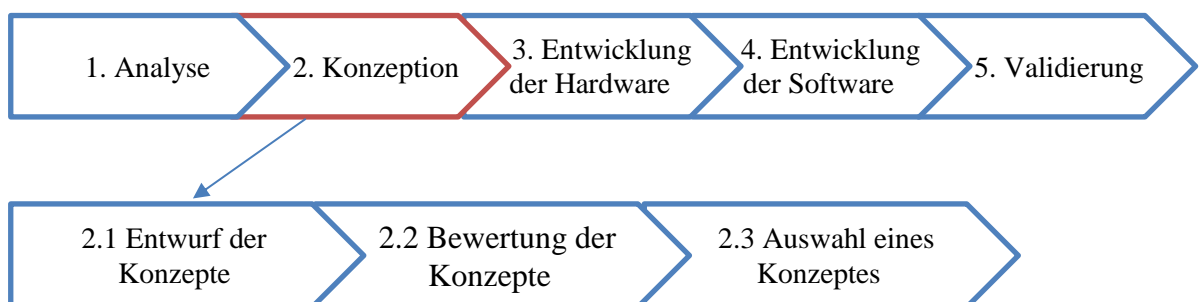 1. Analyse
2. Konzeption
3. Entwicklung
der Hardware
4. Entwicklung
der Software
5. Validierung
2.1 Entwurf der
Konzepte
2.2 Bewertung der
Konzepte
2.3 Auswahl eines
Konzeptes